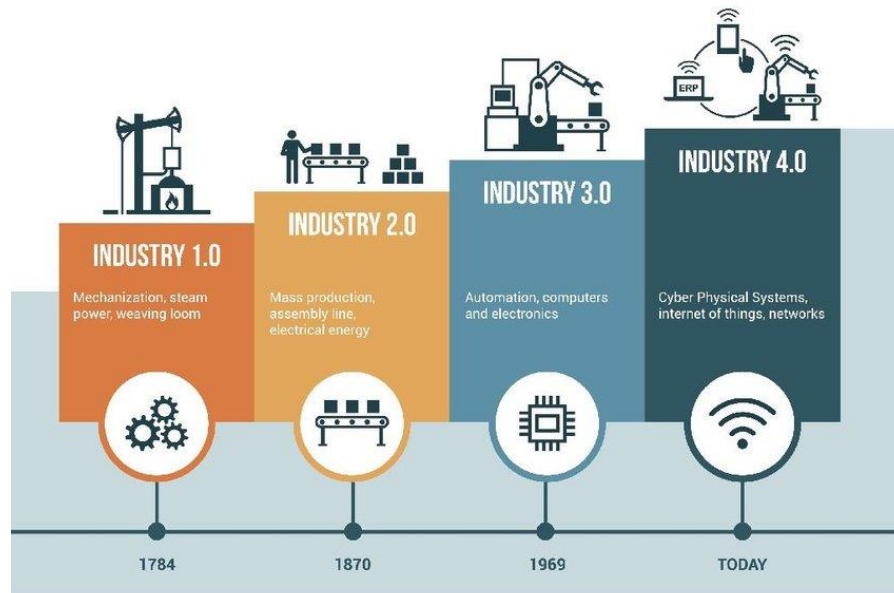 ERP
INDUSTRY 1.0
Mechanization, steam
power, weaving loom
INDUSTRY 2.0
Mass production,
assembly line,
electrical energy
INDUSTRY 3.0
Automation, computers
and electronics
INDUSTRY 4.0
Cyber Physical Systems,
internet of things, networks
1784
1870
1969
TODAY